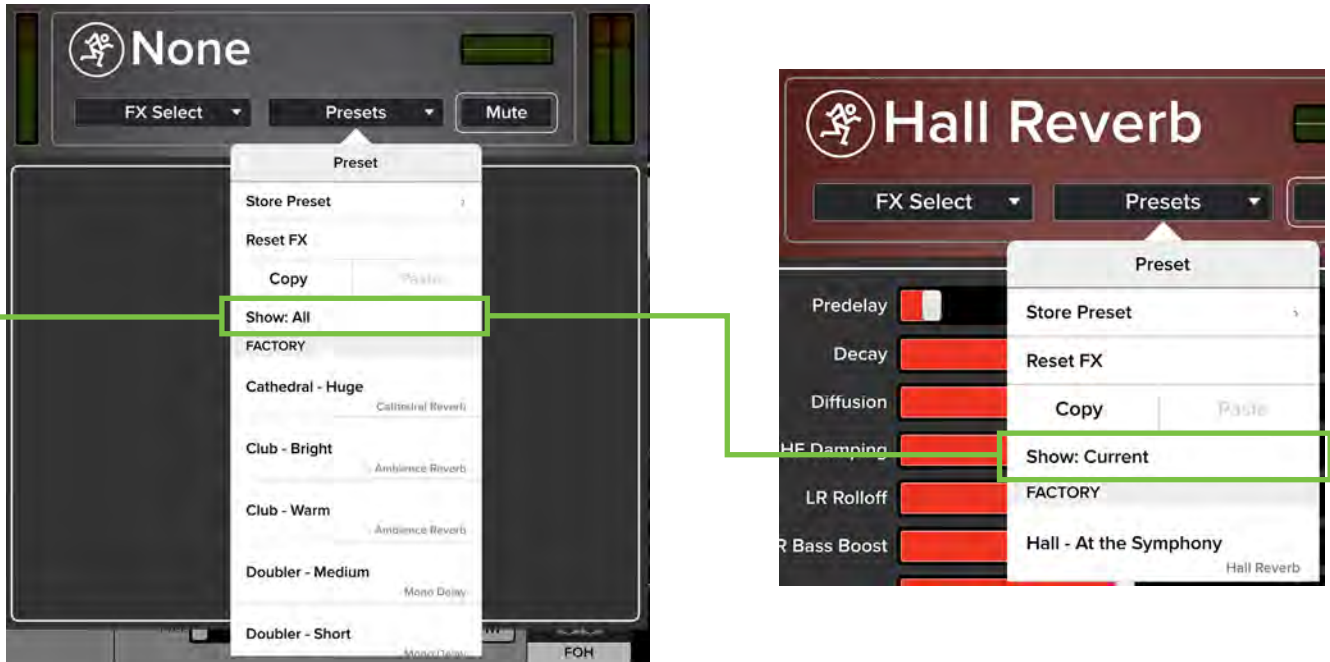 None
FX Select
Presets
Mute
Preset
Store Preset
Reset FX
Copy
Paste
Show: All
FACTORY
Cathedral - Huge
Cathedral Reverb
Club - Bright
Ambience Reverb
Club - Warm
Ambience Reverb
Doubler - Medium
Mono Delay
Doubler - Short
Mono Delay
FOH
Hall Reverb
FX Select
Presets
Preset
Store Preset
Reset FX
Copy
Paste
Show: Current
FACTORY
Hall - At the Symphony
Hall Reverb
Predelay
Decay
Diffusion
HF Damping
LR Rolloff
R Bass Boost